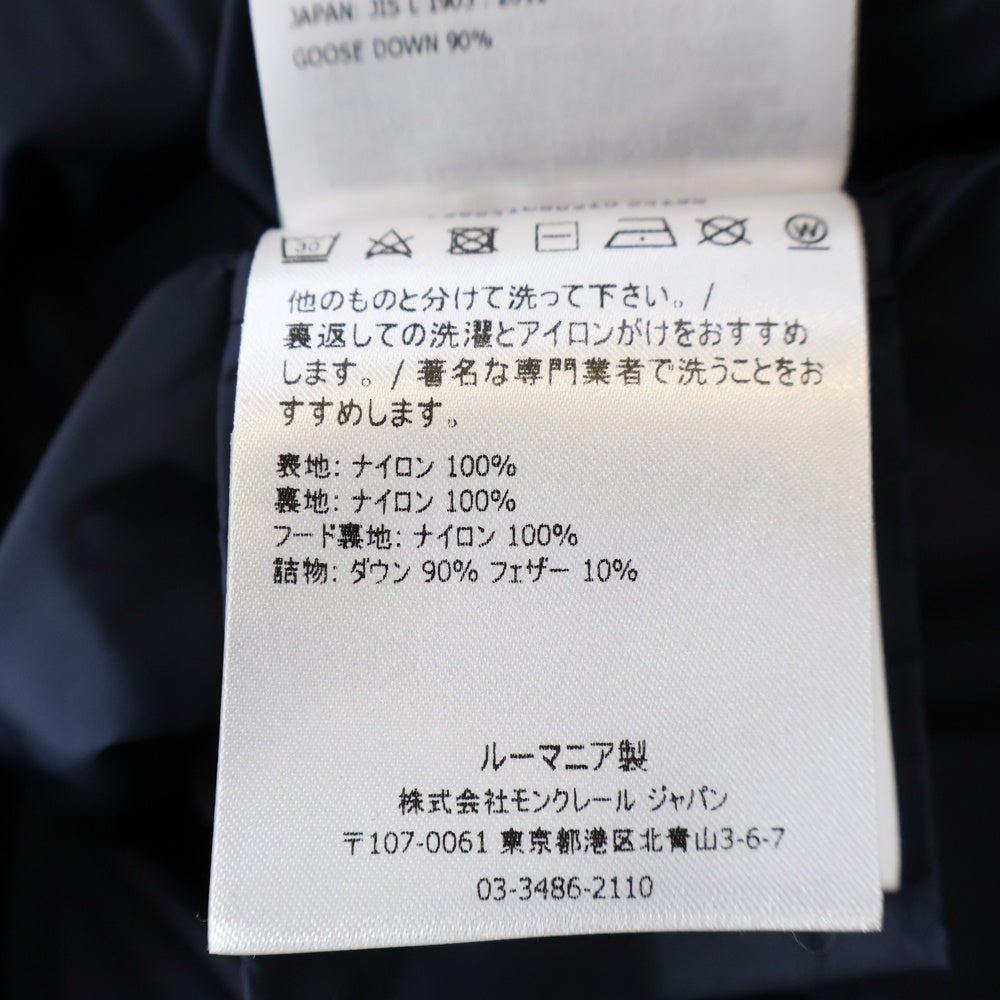 JAPAN: JIS L 1903 : 2011
GOOSE DOWN 90%
他のものと分けて洗って下さい。/
裏返しての洗濯とアイロンがけをおすすめ
します。/ 著名な専門業者で洗うことをお
すすめします。
表地: ナイロン 100%
裏地: ナイロン 100%
フード裏地: ナイロン 100%
詰物: ダウン 90% フェザー 10%
ルーマニア製
株式会社モンクレール ジャパン
〒107-0061 東京都港区北青山3-6-7
03-3486-2110